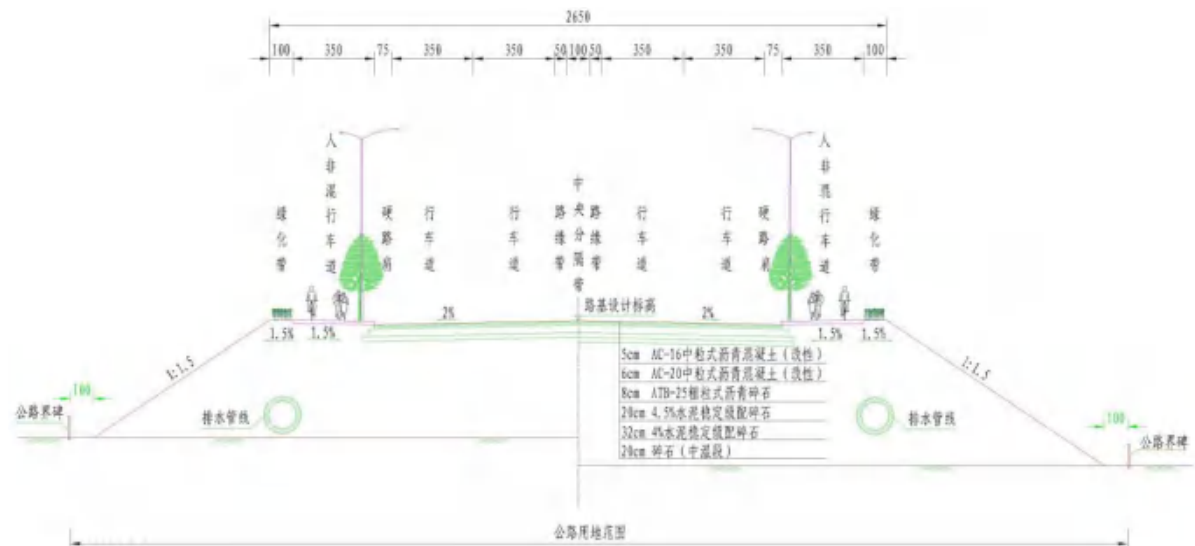 2650
100 350 75 350 350 50 100 50 350 350 75 350 100
绿化带
人非混行车道
硬路肩
行车道
行车道
路缘带
中央分隔带
路缘带
行车道
行车道
硬路肩
人非混行车道
绿化带
路基设计标高
2% 2%
1.5% 1.5% 1.5% 1.5%
1:1.5 1:1.5
5cm AC-16中粒式沥青混凝土(改性)
6cm AC-20中粒式沥青混凝土(改性)
8cm ATB-25粗粒式沥青碎石
20cm 4.5%水泥稳定级配碎石
32cm 4%水泥稳定级配碎石
20cm 碎石(中湿段)
100
公路界碑
排水管线
排水管线
100
公路界碑
公路用地范围